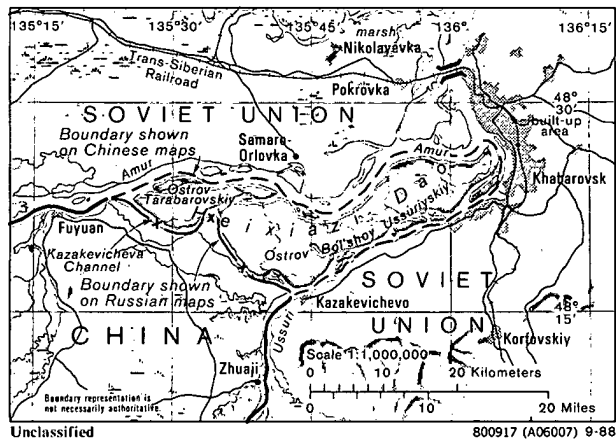 135°15'
135°30'
135°45'
136°
136°15'
marsh
Nikolayevka
Trans-Siberian
Railroad
Pokrovka
48°
30'
SOVIET UNION
built-up
area
Boundary shown
on Chinese maps
Samaro-
Orlovka
Amur
Amur
Khabarovsk
Ostrov
Tarabarovskiy
Heixiazi Dao
Fuyuan
Ostrov Bol'shoy Ussuriyskiy
Kazakevicheva
Channel
Boundary shown
on Russian maps
SOVIET
UNION
Kazakevichevo
48°
15'
CHINA
Ussuri
Korfovskiy
Scale 1:1,000,000
0 10 20 Kilometers
Zhuaji
0 10 20 Miles
Boundary representation is
not necessarily authoritative.
Unclassified
800917 (A06007) 9-88